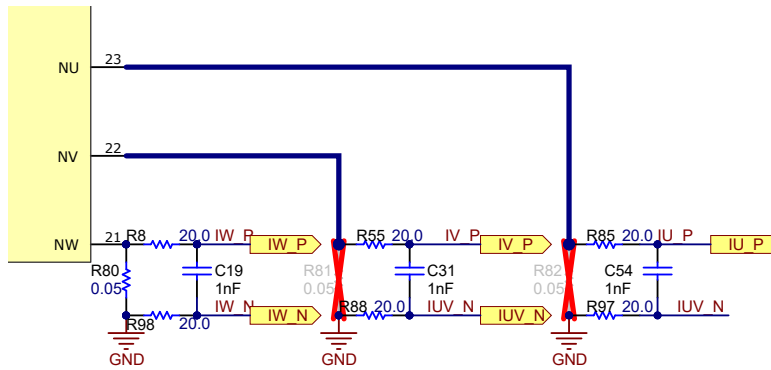 NU 23
NV 22
NW 21 R8 20.0 IW_P IW_P R55 20.0 IV_P IV_P R85 20.0 IU_P IU_P
R80 C19 R81 C31 R82 C54
0.05 1nF 0.05 1nF 0.05 1nF
R98 20.0 IW_N IW_N R88 20.0 IUV_N IUV_N R97 20.0 IUV_N
GND GND GND